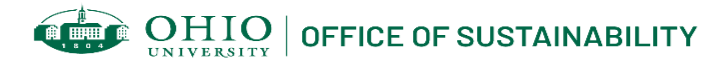 1804
OHIO
UNIVERSITY
OFFICE OF SUSTAINABILITY